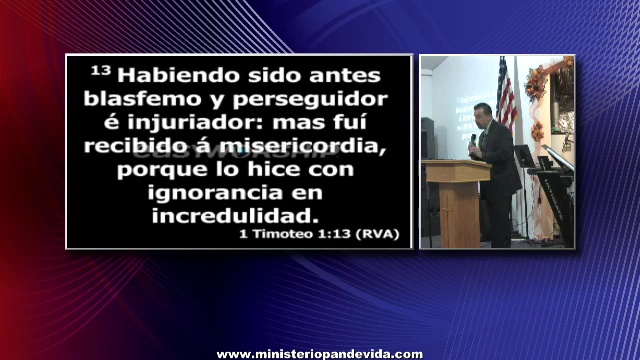 13 Habiendo sido antes
blasfemo y perseguidor
é injuriador: mas fuí
recibido á misericordia,
EASYWORSHIP
porque lo hice con
ignorancia en
incredulidad.
1 Timoteo 1:13 (RVA)
www.ministeriopandevida.com